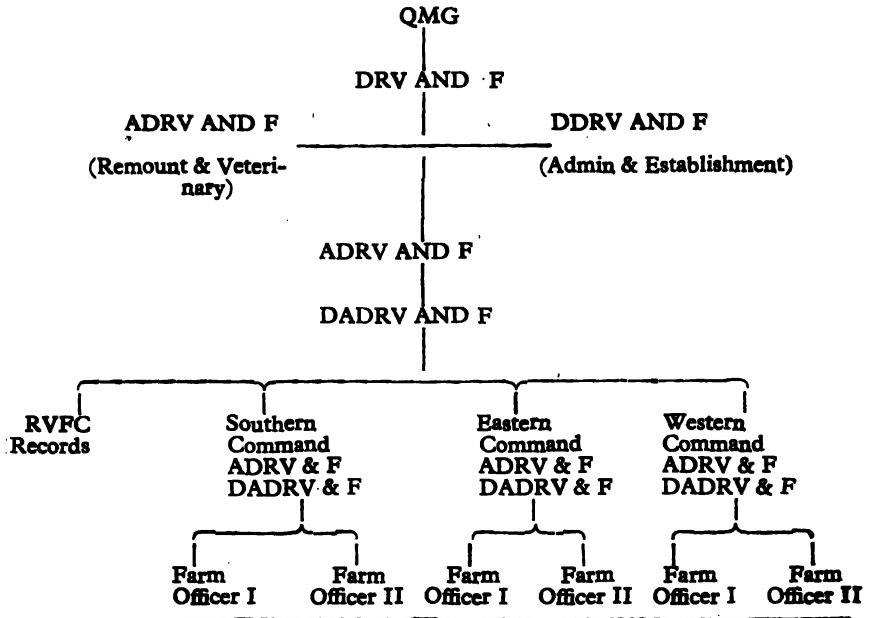 QMG
DRV AND F
ADRV AND F
DDRV AND F
(Remount & Veteri-
nary)
(Admin & Establishment)
ADRV AND F
DADRV AND F
RVFC
Records
Southern
Command
ADRV & F
DADRV & F
Eastern
Command
ADRV & F
DADRV & F
Western
Command
ADRV & F
DADRV & F
Farm
Officer I
Farm
Officer II
Farm
Officer I
Farm
Officer II
Farm
Officer I
Farm
Officer II